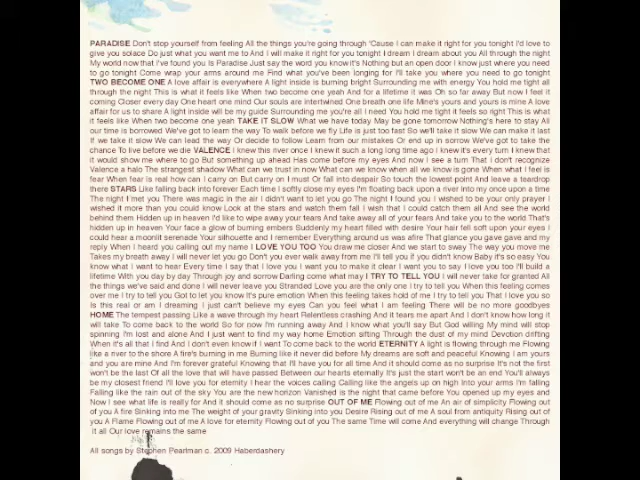 PARADISE Don't stop yourself from feeling All the things you're going through 'Cause I can make it right for you tonight I'd love to
give you solace Do just what you want me to And I will make it right for you tonight I dream I dream about you All through the night
My world now that I've found you Is Paradise Just say the word you know it's Nothing but an open door I know just where you need
to go tonight Come wrap your arms around me Find what you've been longing for I'll take you where you need to go tonight
TWO BECOME ONE A love affair is everywhere A light inside is burning bright Surrounding me with energy You hold me tight all
through the night This is what it feels like When two become one yeah And for a lifetime it was Oh so far away But now I feel it
coming Closer every day One heart one mind Our souls are intertwined One breath one life Mine's yours and yours is mine A love
affair for us to share A light inside will be my guide Surrounding me you're all I need You hold me tight it feels so right This is what
it feels like When two become one yeah TAKE IT SLOW What we have today May be gone tomorrow Nothing's here to stay All
our time is borrowed We've got to learn the way To walk before we fly Life is just too fast So we'll take it slow We can make it last
If we take it slow We can lead the way Or decide to follow Learn from our mistakes Or end up in sorrow We've got to take the
chance To live before we die VALENCE I knew this river once I knew it such a long long time ago I knew it's every turn I knew that
it would show me where to go But something up ahead Has come before my eyes And now I see a turn That I don't recognize
Valence a halo The strangest shadow What can we trust in now What can we know when all we know is gone When what I feel is
fear When fear is real how can I carry on But carry on I must Or fall into despair So touch the lowest point And leave a teardrop
there STARS Like falling back into forever Each time I softly close my eyes I'm floating back upon a river Into my once upon a time
The night I met you There was magic in the air I didn't want to let you go The night I found you I wished to be your only prayer I
wished it more than you could know Look at the stars and watch them fall I wish that I could catch them all And see the world
behind them Hidden up in heaven I'd like to wipe away your tears And take away all of your fears And take you to the world That's
hidden up in heaven Your face a glow of burning embers Suddenly my heart filled with desire Your hair fell soft upon your eyes I
could hear a moonlit serenade Your silhouette and I remember Everything around us was afire That glance you gave gave and my
reply When I heard you calling out my name I LOVE YOU TOO You drew me closer And we start to sway The way you move me
Takes my breath away I will never let you go Don't you ever walk away from me I'll tell you if you didn't know Baby it's so easy You
know what I want to hear Every time I say that I love you I want you to make it clear I want you to say I love you too I'll build a
lifetime With you day by day Through joy and sorrow Darling come what may I TRY TO TELL YOU I will never take for granted All
the things we've said and done I will never leave you Stranded Love you are the only one I try to tell you When this feeling comes
over me I try to tell you Got to let you know It's pure emotion When this feeling takes hold of me I try to tell you That I love you so
Is this real or am I dreaming I just can't believe my eyes Can you feel what I am feeling There will be no more goodbyes
HOME The tempest passing Like a wave through my heart Relentless crashing And it tears me apart And I don't know how long it
will take To come back to the world So for now I'm running away And I know what you'll say But God willing My mind will stop
spinning I'm lost and alone And I just want to find my way home Emotion sifting Through the dust of my mind Devotion drifting
When it's all that I find And I don't even know if I want To come back to the world ETERNITY A light is flowing through me Flowing
like a river to the shore A fire's burning in me Burning like it never did before My dreams are soft and peaceful Knowing I am yours
and you are mine And I'm forever grateful Knowing that I'll have you for all time And it should come as no surprise It's not the first
won't be the last Of all the love that will have passed Between our hearts eternally It's just the start won't be an end You'll always
be my closest friend I'll love you for eternity I hear the voices calling Calling like the angels up on high Into your arms I'm falling
Falling like the rain out of the sky You are the new horizon Vanished is the night that came before You opened up my eyes and
Now I see what life is really for And it should come as no surprise OUT OF ME Flowing out of me An air of simplicity Flowing out
of you A fire Sinking into me The weight of your gravity Sinking into you Desire Rising out of me A soul from antiquity Rising out of
you A Flame Flowing out of me A love for eternity Flowing out of you The same Time will come And everything will change Through
it all Our love remains the same
All songs by Stephen Pearlman c. 2009 Haberdashery